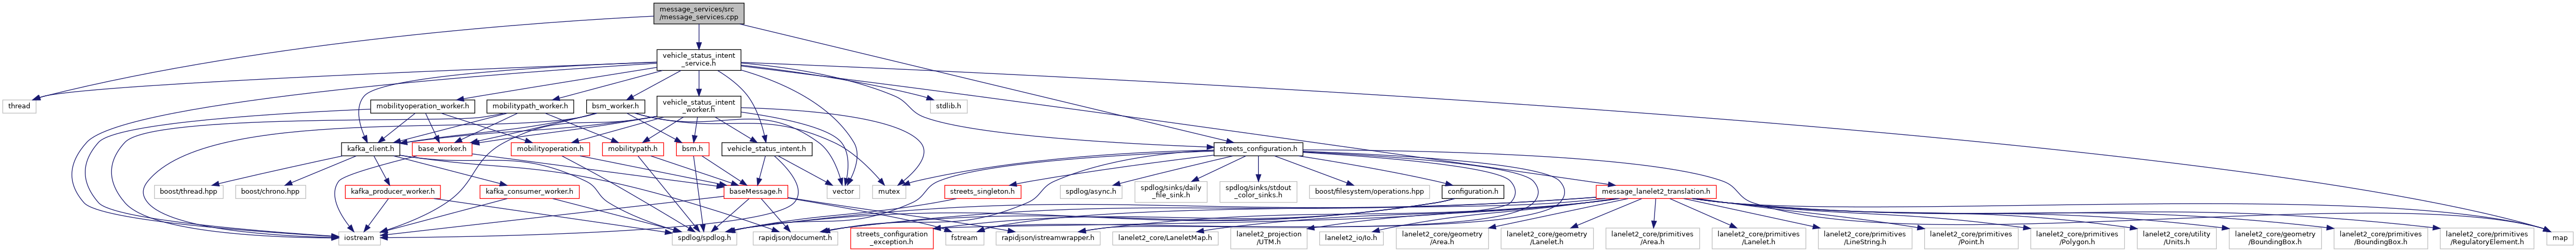 message_services/src
/message_services.cpp
vehicle_status_intent
_service.h
thread
mobilityoperation_worker.h
mobilitypath_worker.h
bsm_worker.h
vehicle_status_intent
_worker.h
stdlib.h
kafka_client.h
base_worker.h
mobilityoperation.h
mobilitypath.h
bsm.h
vehicle_status_intent.h
streets_configuration.h
boost/thread.hpp
boost/chrono.hpp
kafka_producer_worker.h
kafka_consumer_worker.h
baseMessage.h
vector
mutex
streets_singleton.h
spdlog/async.h
spdlog/sinks/daily
_file_sink.h
spdlog/sinks/stdout
_color_sinks.h
boost/filesystem/operations.hpp
configuration.h
message_lanelet2_translation.h
iostream
spdlog/spdlog.h
rapidjson/document.h
streets_configuration
_exception.h
fstream
rapidjson/istreamwrapper.h
lanelet2_core/LaneletMap.h
lanelet2_projection
/UTM.h
lanelet2_io/Io.h
lanelet2_core/geometry
/Area.h
lanelet2_core/geometry
/Lanelet.h
lanelet2_core/primitives
/Area.h
lanelet2_core/primitives
/Lanelet.h
lanelet2_core/primitives
/LineString.h
lanelet2_core/primitives
/Point.h
lanelet2_core/primitives
/Polygon.h
lanelet2_core/utility
/Units.h
lanelet2_core/geometry
/BoundingBox.h
lanelet2_core/primitives
/BoundingBox.h
lanelet2_core/primitives
/RegulatoryElement.h
map